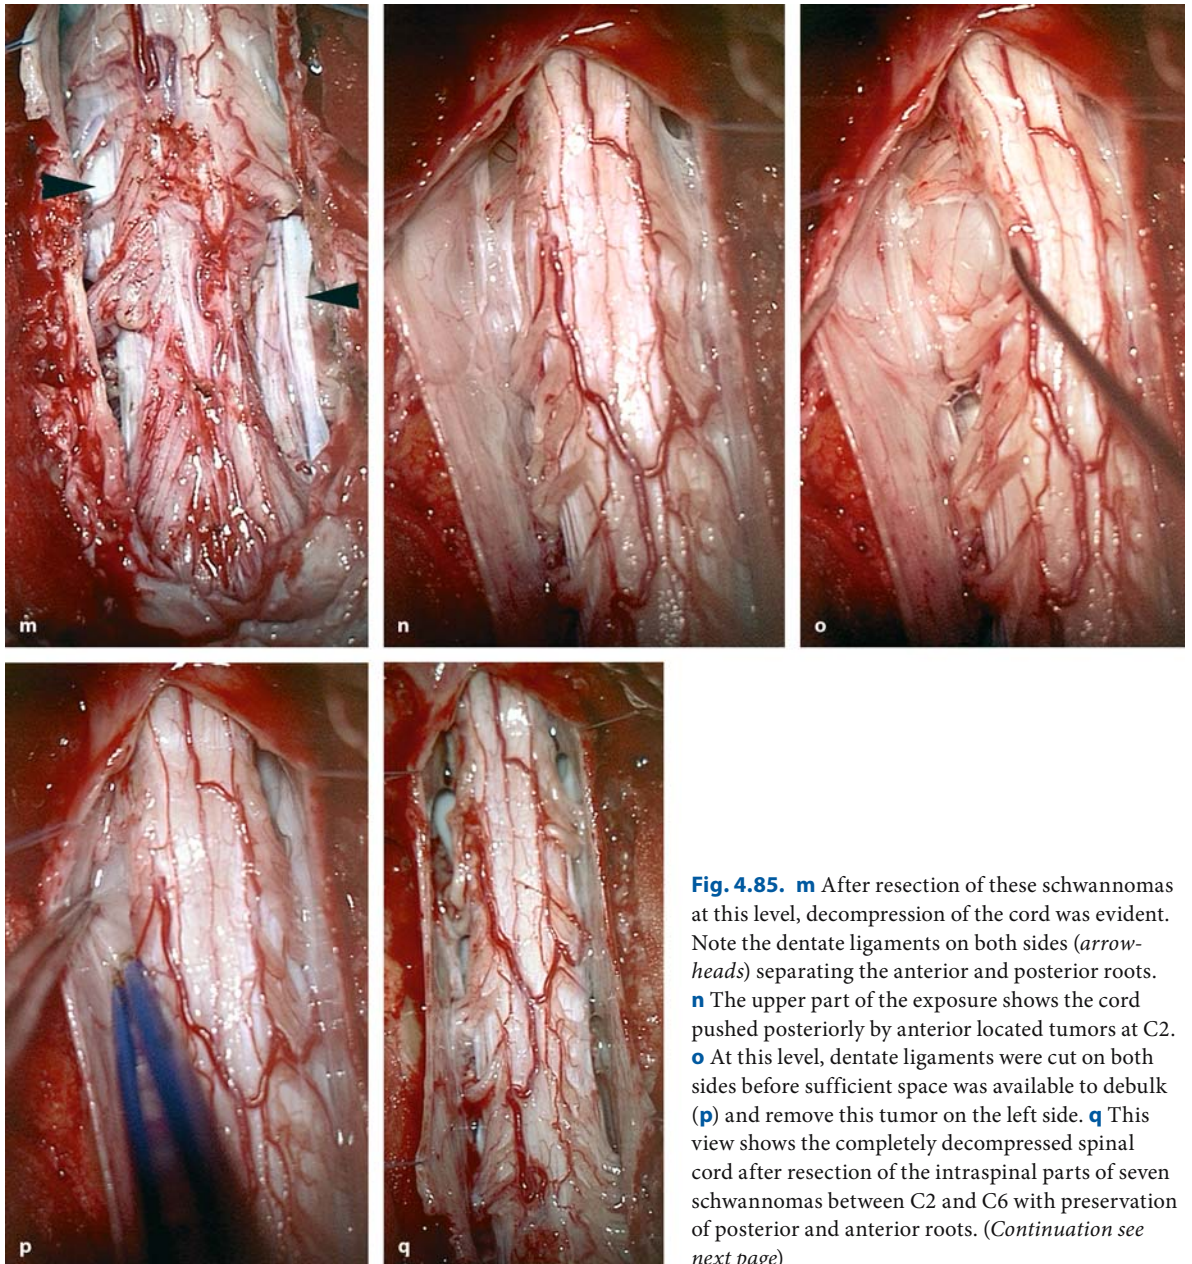 m
n
o
p
q
Fig. 4.85. m After resection of these schwannomas
at this level, decompression of the cord was evident.
Note the dentate ligaments on both sides (arrow-
heads) separating the anterior and posterior roots.
n The upper part of the exposure shows the cord
pushed posteriorly by anterior located tumors at C2.
o At this level, dentate ligaments were cut on both
sides before sufficient space was available to debulk
(p) and remove this tumor on the left side. q This
view shows the completely decompressed spinal
cord after resection of the intraspinal parts of seven
schwannomas between C2 and C6 with preservation
of posterior and anterior roots. (Continuation see
next page)